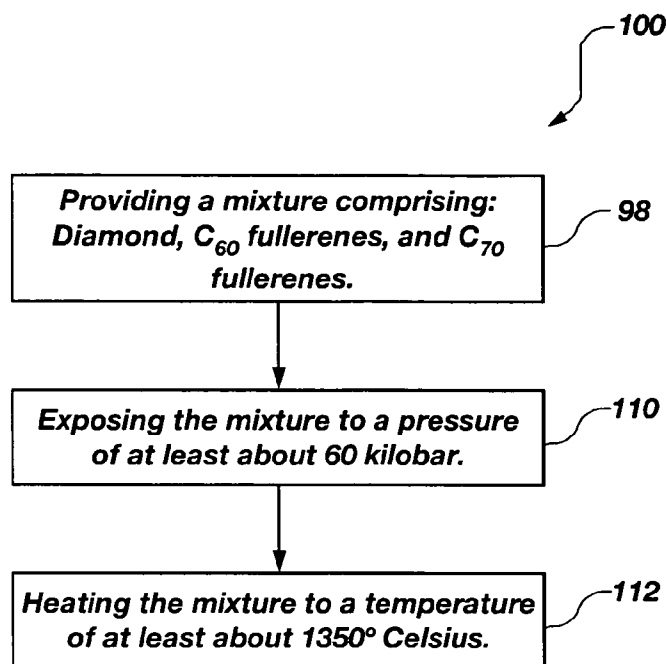 100
Providing a mixture comprising:
Diamond, C60 fullerenes, and C70
fullerenes.
98
Exposing the mixture to a pressure
of at least about 60 kilobar.
110
Heating the mixture to a temperature
of at least about 1350° Celsius.
112